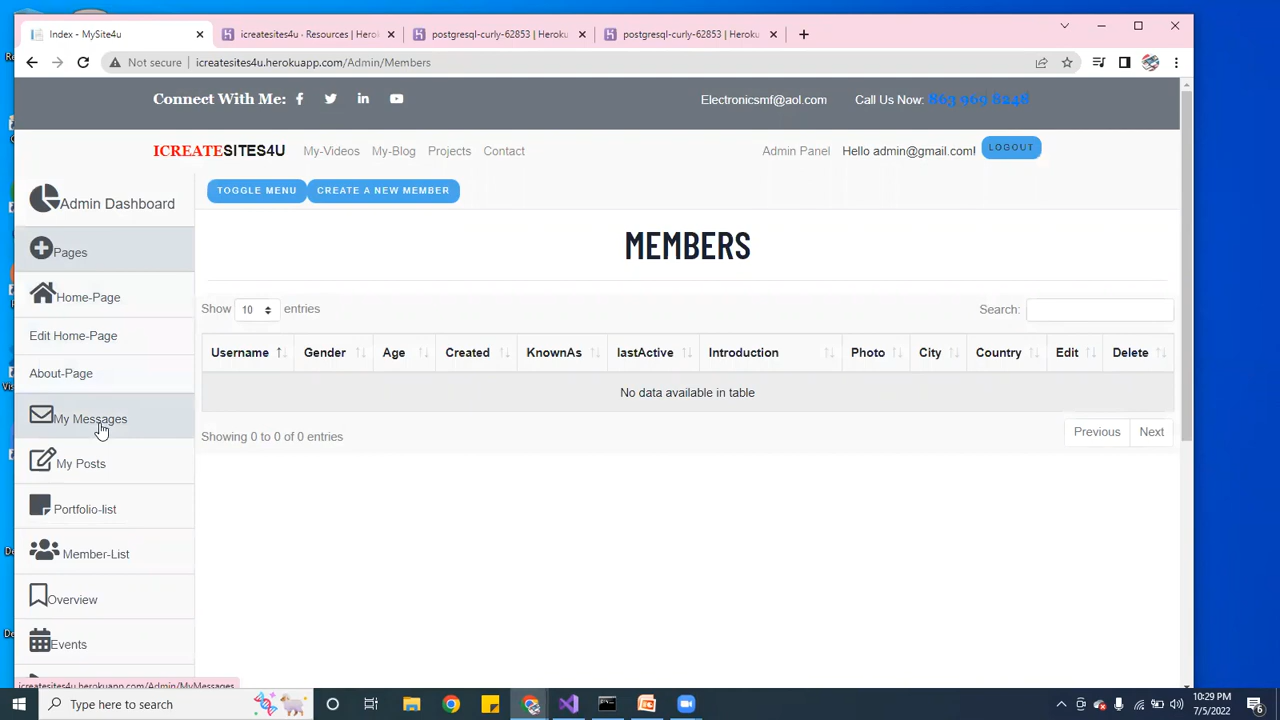 Index - MySite4u
icreatesites4u · Resources | Hero
postgresql-curly-62853 | Heroku
postgresql-curly-62853 | Heroku
Not secure
icreatesites4u.herokuapp.com/Admin/Members
Connect With Me:
Electronicsmf@aol.com
Call Us Now: 863 969 8248
ICREATESITES4U
My-Videos
My-Blog
Projects
Contact
Admin Panel
Hello admin@gmail.com!
LOGOUT
Admin Dashboard
Pages
Home-Page
Edit Home-Page
About-Page
My Messages
My Posts
Portfolio-list
Member-List
Overview
Events
TOGGLE MENU
CREATE A NEW MEMBER
MEMBERS
Show 10 entries
Search:
Username Gender Age Created KnownAs lastActive Introduction Photo City Country Edit Delete
No data available in table
Showing 0 to 0 of 0 entries
Previous Next
icreatesites4u.herokuapp.com/Admin/MyMessages
Type here to search
10:29 PM
7/5/2022
6